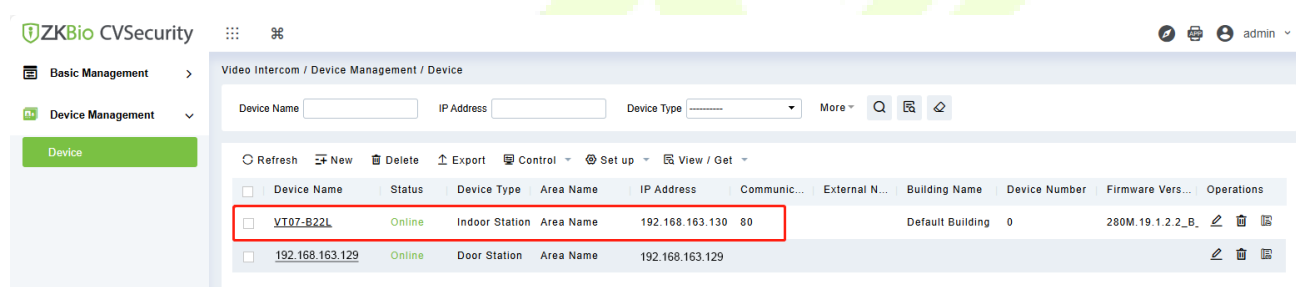 ZKBio CVSecurity admin
Basic Management
Device Management
Device
Video Intercom / Device Management / Device
Device Name IP Address Device Type ---------- More
Refresh New Delete Export Control Set up View / Get
Device Name Status Device Type Area Name IP Address Communic... External N... Building Name Device Number Firmware Vers... Operations
VT07-B22L Online Indoor Station Area Name 192.168.163.130 80 Default Building 0 280M.19.1.2.2_B_
192.168.163.129 Online Door Station Area Name 192.168.163.129